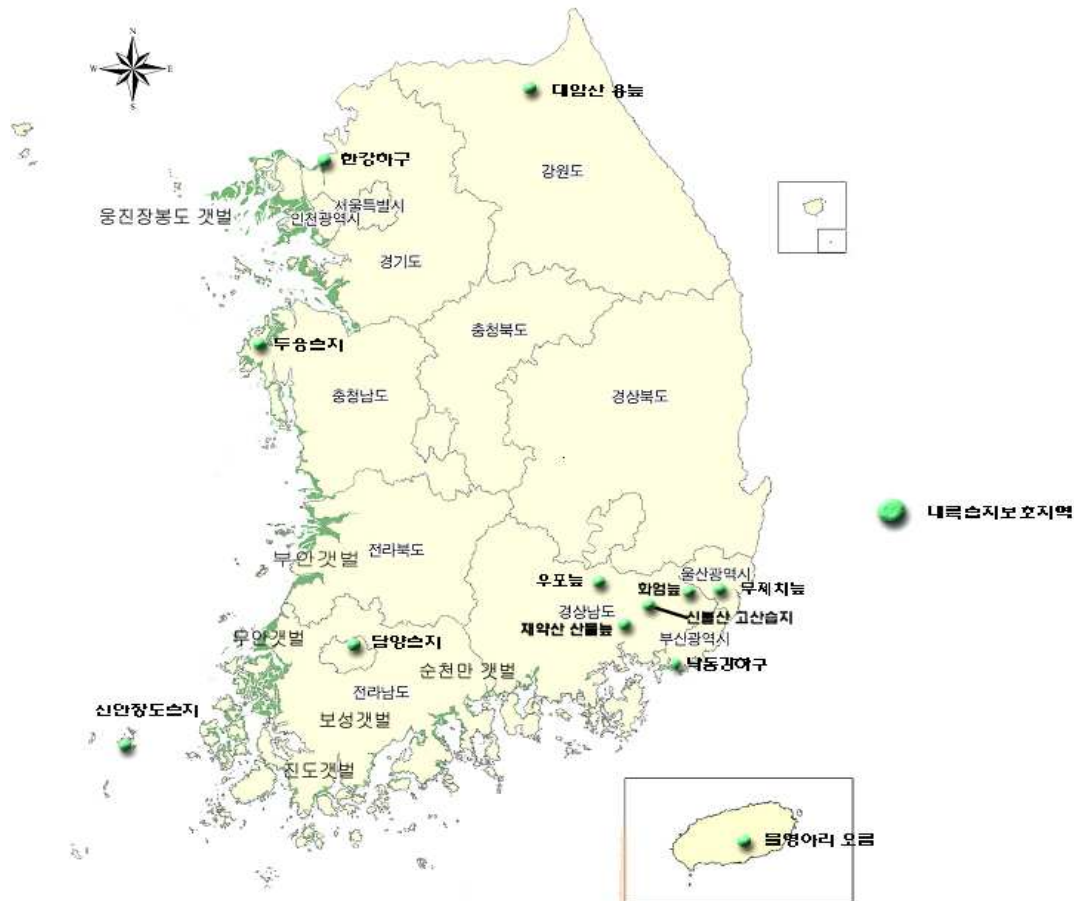 N
W E
S
대암산 용늪
한강하구
강원도
서울특별시
웅진장봉도 갯벌
인천광역시
경기도
충청북도
두웅습지
충청남도
경상북도
내륙습지보호지역
전라북도
부안갯벌
우포늪
울산광역시
화엄늪
무제치늪
경상남도
신불산 고산습지
재약산 산들늪
무안갯벌
담양습지
부산광역시
순천만 갯벌
낙동강하구
전라남도
신안장도습지
보성갯벌
진도갯벌
물영아리 오름